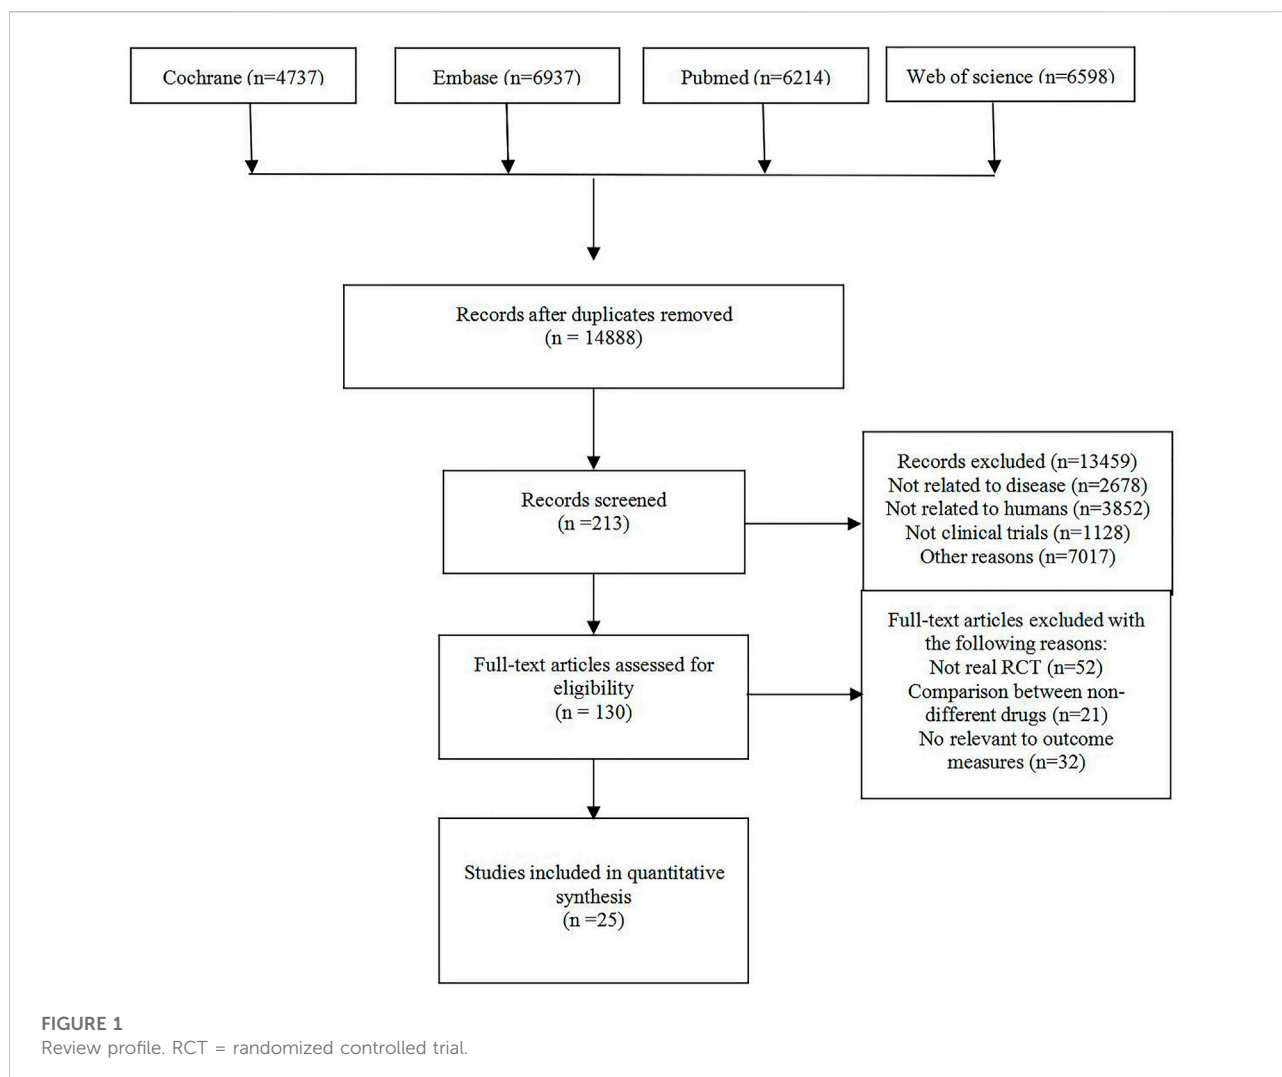 Cochrane (n=4737)
Embase (n=6937)
Pubmed (n=6214)
Web of science (n=6598)
Records after duplicates removed
(n = 14888)
Records screened
(n =213)
Records excluded (n=13459)
Not related to disease (n=2678)
Not related to humans (n=3852)
Not clinical trials (n=1128)
Other reasons (n=7017)
Full-text articles assessed for
eligibility
(n = 130)
Full-text articles excluded with
the following reasons:
Not real RCT (n=52)
Comparison between non-
different drugs (n=21)
No relevant to outcome
measures (n=32)
Studies included in quantitative
synthesis
(n =25)
FIGURE 1
Review profile. RCT = randomized controlled trial.